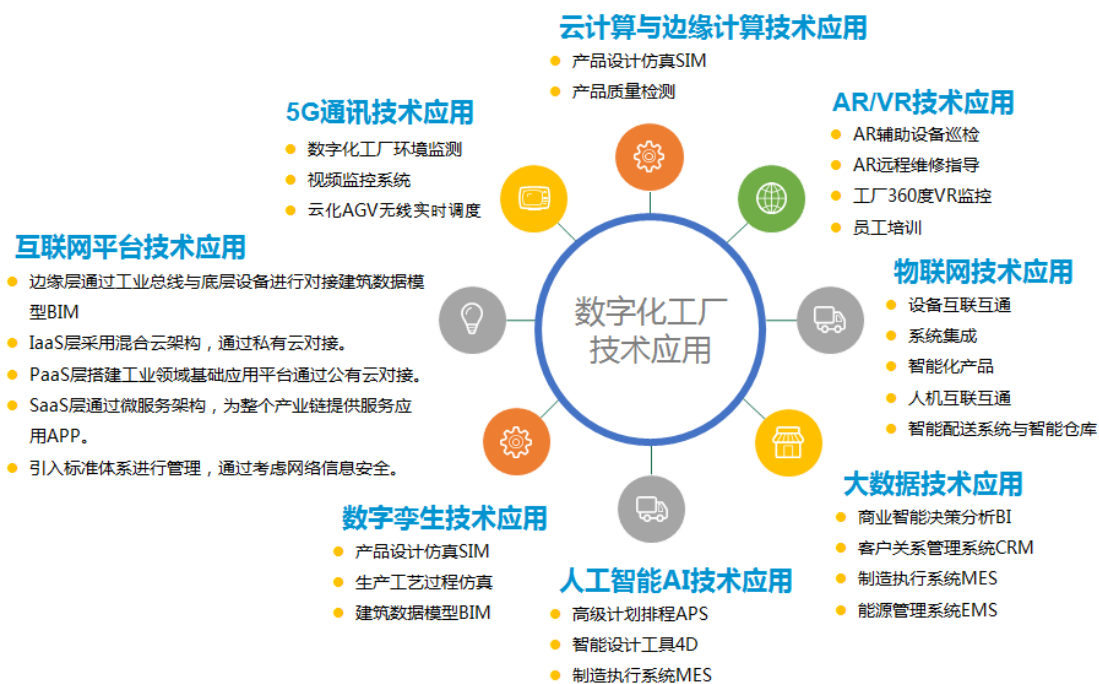 云计算与边缘计算技术应用
产品设计仿真SIM
产品质量检测
AR/VR技术应用
AR辅助设备巡检
AR远程维修指导
工厂360度VR监控
员工培训
物联网技术应用
设备互联互通
系统集成
智能化产品
人机互联互通
智能配送系统与智能仓库
大数据技术应用
商业智能决策分析BI
客户关系管理系统CRM
制造执行系统MES
能源管理系统EMS
人工智能AI技术应用
高级计划排程APS
智能设计工具4D
制造执行系统MES
数字孪生技术应用
产品设计仿真SIM
生产工艺过程仿真
建筑数据模型BIM
互联网平台技术应用
边缘层通过工业总线与底层设备进行对接建筑数据模
型BIM
IaaS层采用混合云架构，通过私有云对接。
PaaS层搭建工业领域基础应用平台通过公有云对接。
SaaS层通过微服务架构，为整个产业链提供服务应
用APP。
引入标准体系进行管理，通过考虑网络信息安全。
5G通讯技术应用
数字化工厂环境监测
视频监控系统
云化AGV无线实时调度
数字化工厂
技术应用